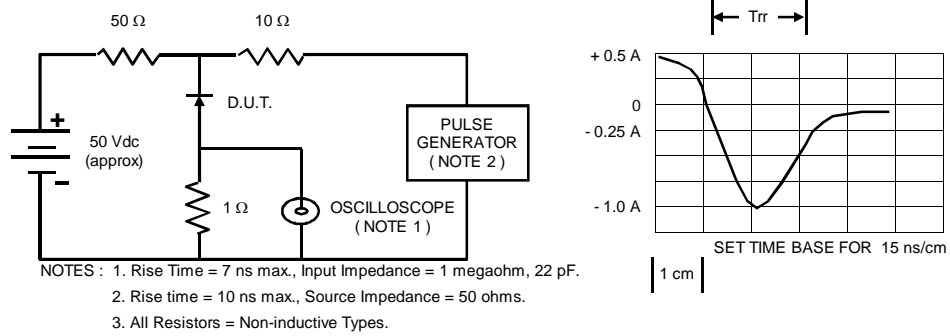 50 Ω
10 Ω
Trr
+ 0.5 A
D.U.T.
0
+
50 Vdc
(approx)
PULSE
GENERATOR
( NOTE 2 )
- 0.25 A
-
1 Ω
OSCILLOSCOPE
( NOTE 1 )
- 1.0 A
SET TIME BASE FOR 15 ns/cm
1 cm
NOTES : 1. Rise Time = 7 ns max., Input Impedance = 1 megaohm, 22 pF.
2. Rise time = 10 ns max., Source Impedance = 50 ohms.
3. All Resistors = Non-inductive Types.